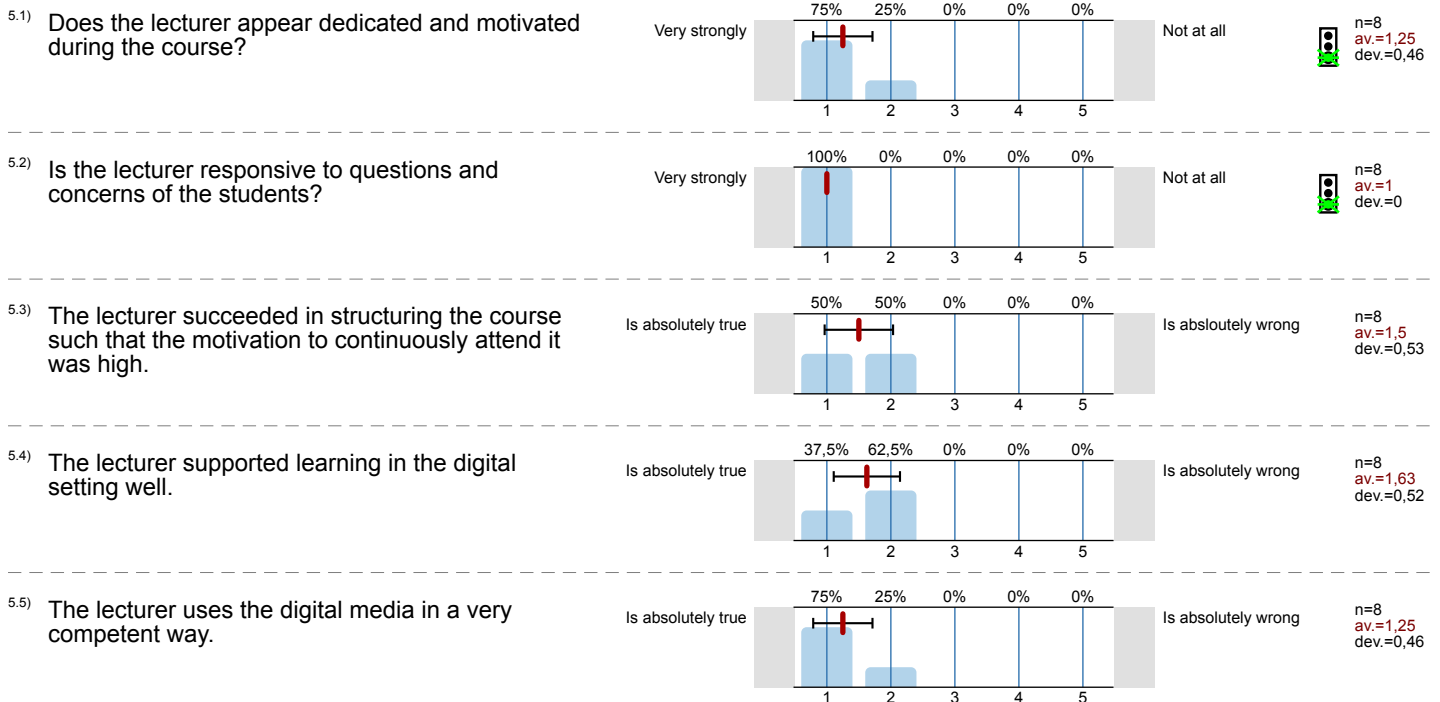 5.1) Does the lecturer appear dedicated and motivated
during the course?
Very strongly
75% 25% 0% 0% 0%
1 2 3 4 5
Not at all
n=8
av.=1,25
dev.=0,46
5.2) Is the lecturer responsive to questions and
concerns of the students?
Very strongly
100% 0% 0% 0% 0%
1 2 3 4 5
Not at all
n=8
av.=1
dev.=0
5.3) The lecturer succeeded in structuring the course
such that the motivation to continuously attend it
was high.
Is absolutely true
50% 50% 0% 0% 0%
1 2 3 4 5
Is absloutely wrong
n=8
av.=1,5
dev.=0,53
5.4) The lecturer supported learning in the digital
setting well.
Is absolutely true
37,5% 62,5% 0% 0% 0%
1 2 3 4 5
Is absolutely wrong
n=8
av.=1,63
dev.=0,52
5.5) The lecturer uses the digital media in a very
competent way.
Is absolutely true
75% 25% 0% 0% 0%
1 2 3 4 5
Is absolutely wrong
n=8
av.=1,25
dev.=0,46